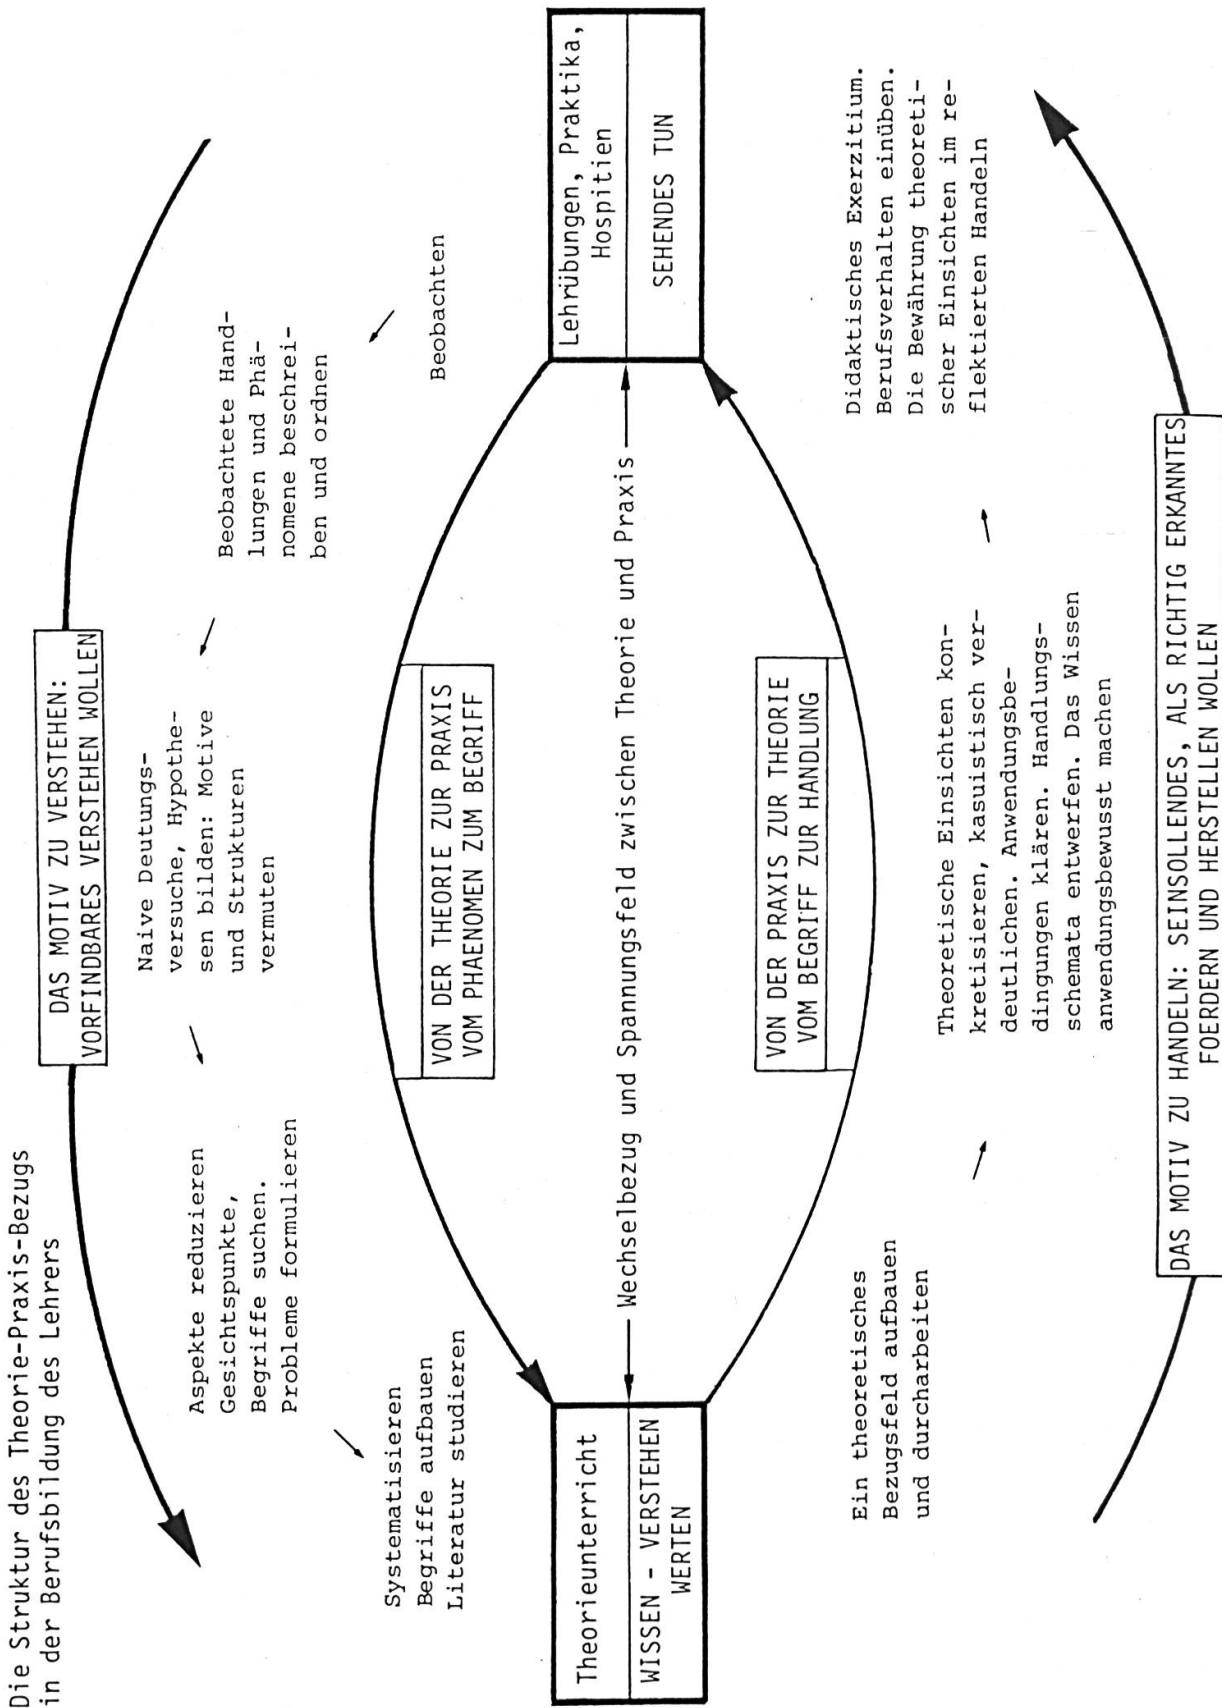 Die Struktur des Theorie-Praxis-Bezugs
in der Berufsbildung des Lehrers
DAS MOTIV ZU VERSTEHEN:
VORFINDBARES VERSTEHEN WOLLEN
Naive Deutungs-
versuche, Hypothe-
sen bilden: Motive
und Strukturen
vermuten
Aspekte reduzieren
Gesichtspunkte,
Begriffe suchen.
Probleme formulieren
Beobachtete Hand-
lungen und Phä-
nomene beschrei-
ben und ordnen
Systematisieren
Begriffe aufbauen
Literatur studieren
Beobachten
VON DER THEORIE ZUR PRAXIS
VOM PHAENOMEN ZUM BEGRIFF
Theorieunterricht
WISSEN - VERSTEHEN
WERTEN
Wechselbezug und Spannungsfeld zwischen Theorie und Praxis
Lehrübungen, Praktika,
Hospitien
SEHENDES TUN
VON DER PRAXIS ZUR THEORIE
VOM BEGRIFF ZUR HANDLUNG
Ein theoretisches
Bezugsfeld aufbauen
und durcharbeiten
Theoretische Einsichten kon-
kretisieren, kasuistisch ver-
deutlichen. Anwendungsbe-
dingungen klären. Handlungs-
schemata entwerfen. Das Wissen
anwendungsbewusst machen
Didaktisches Exerzitium.
Berufsverhalten einüben.
Die Bewährung theoreti-
scher Einsichten im re-
flektierten Handeln
DAS MOTIV ZU HANDELN: SEINSOLLENDES, ALS RICHTIG ERKANNTES
FOERDERN UND HERSTELLEN WOLLEN